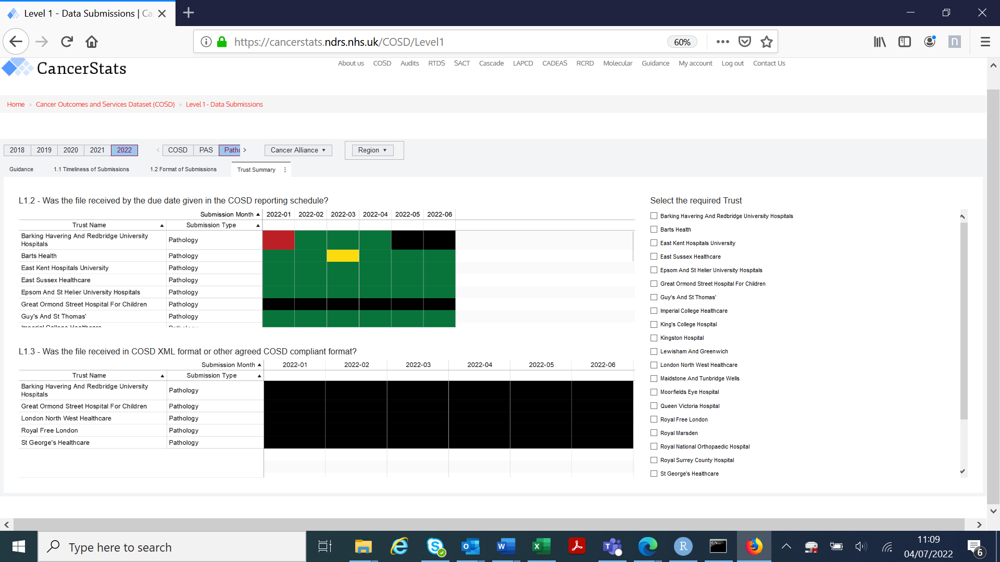 Level 1 - Data Submissions | Ca
https://cancerstats.ndrs.nhs.uk/COSD/Level1
60%
n
CancerStats
About us COSD Audits RTDS SACT Cascade LAPCD CADEAS RCRD Molecular Guidance My account Log out Contact Us
Home » Cancer Outcomes and Services Dataset (COSD) » Level 1 - Data Submissions
2018 2019 2020 2021 2022 < COSD PAS Patho > Cancer Alliance Region
Guidance 1.1 Timeliness of Submissions 1.2 Format of Submissions Trust Summary
L1.2 - Was the file received by the due date given in the COSD reporting schedule?
Submission Month 2022-01 2022-02 2022-03 2022-04 2022-05 2022-06
Trust Name Submission Type
Barking Havering And Redbridge University
Hospitals Pathology
Barts Health Pathology
East Kent Hospitals University Pathology
East Sussex Healthcare Pathology
Epsom And St Helier University Hospitals Pathology
Great Ormond Street Hospital For Children Pathology
Guy's And St Thomas' Pathology
Imperial College Healthcare Pathology
L1.3 - Was the file received in COSD XML format or other agreed COSD compliant format?
Submission Month 2022-01 2022-02 2022-03 2022-04 2022-05 2022-06
Trust Name Submission Type
Barking Havering And Redbridge University
Hospitals Pathology
Great Ormond Street Hospital For Children Pathology
London North West Healthcare Pathology
Royal Free London Pathology
St George's Healthcare Pathology
Select the required Trust
Barking Havering And Redbridge University Hospitals
Barts Health
East Kent Hospitals University
East Sussex Healthcare
Epsom And St Helier University Hospitals
Great Ormond Street Hospital For Children
Guy's And St Thomas'
Imperial College Healthcare
King's College Hospital
Kingston Hospital
Lewisham And Greenwich
London North West Healthcare
Maidstone And Tunbridge Wells
Moorfields Eye Hospital
Queen Victoria Hospital
Royal Free London
Royal Marsden
Royal National Orthopaedic Hospital
Royal Surrey County Hospital
St George's Healthcare
Type here to search
11:09
04/07/2022
6